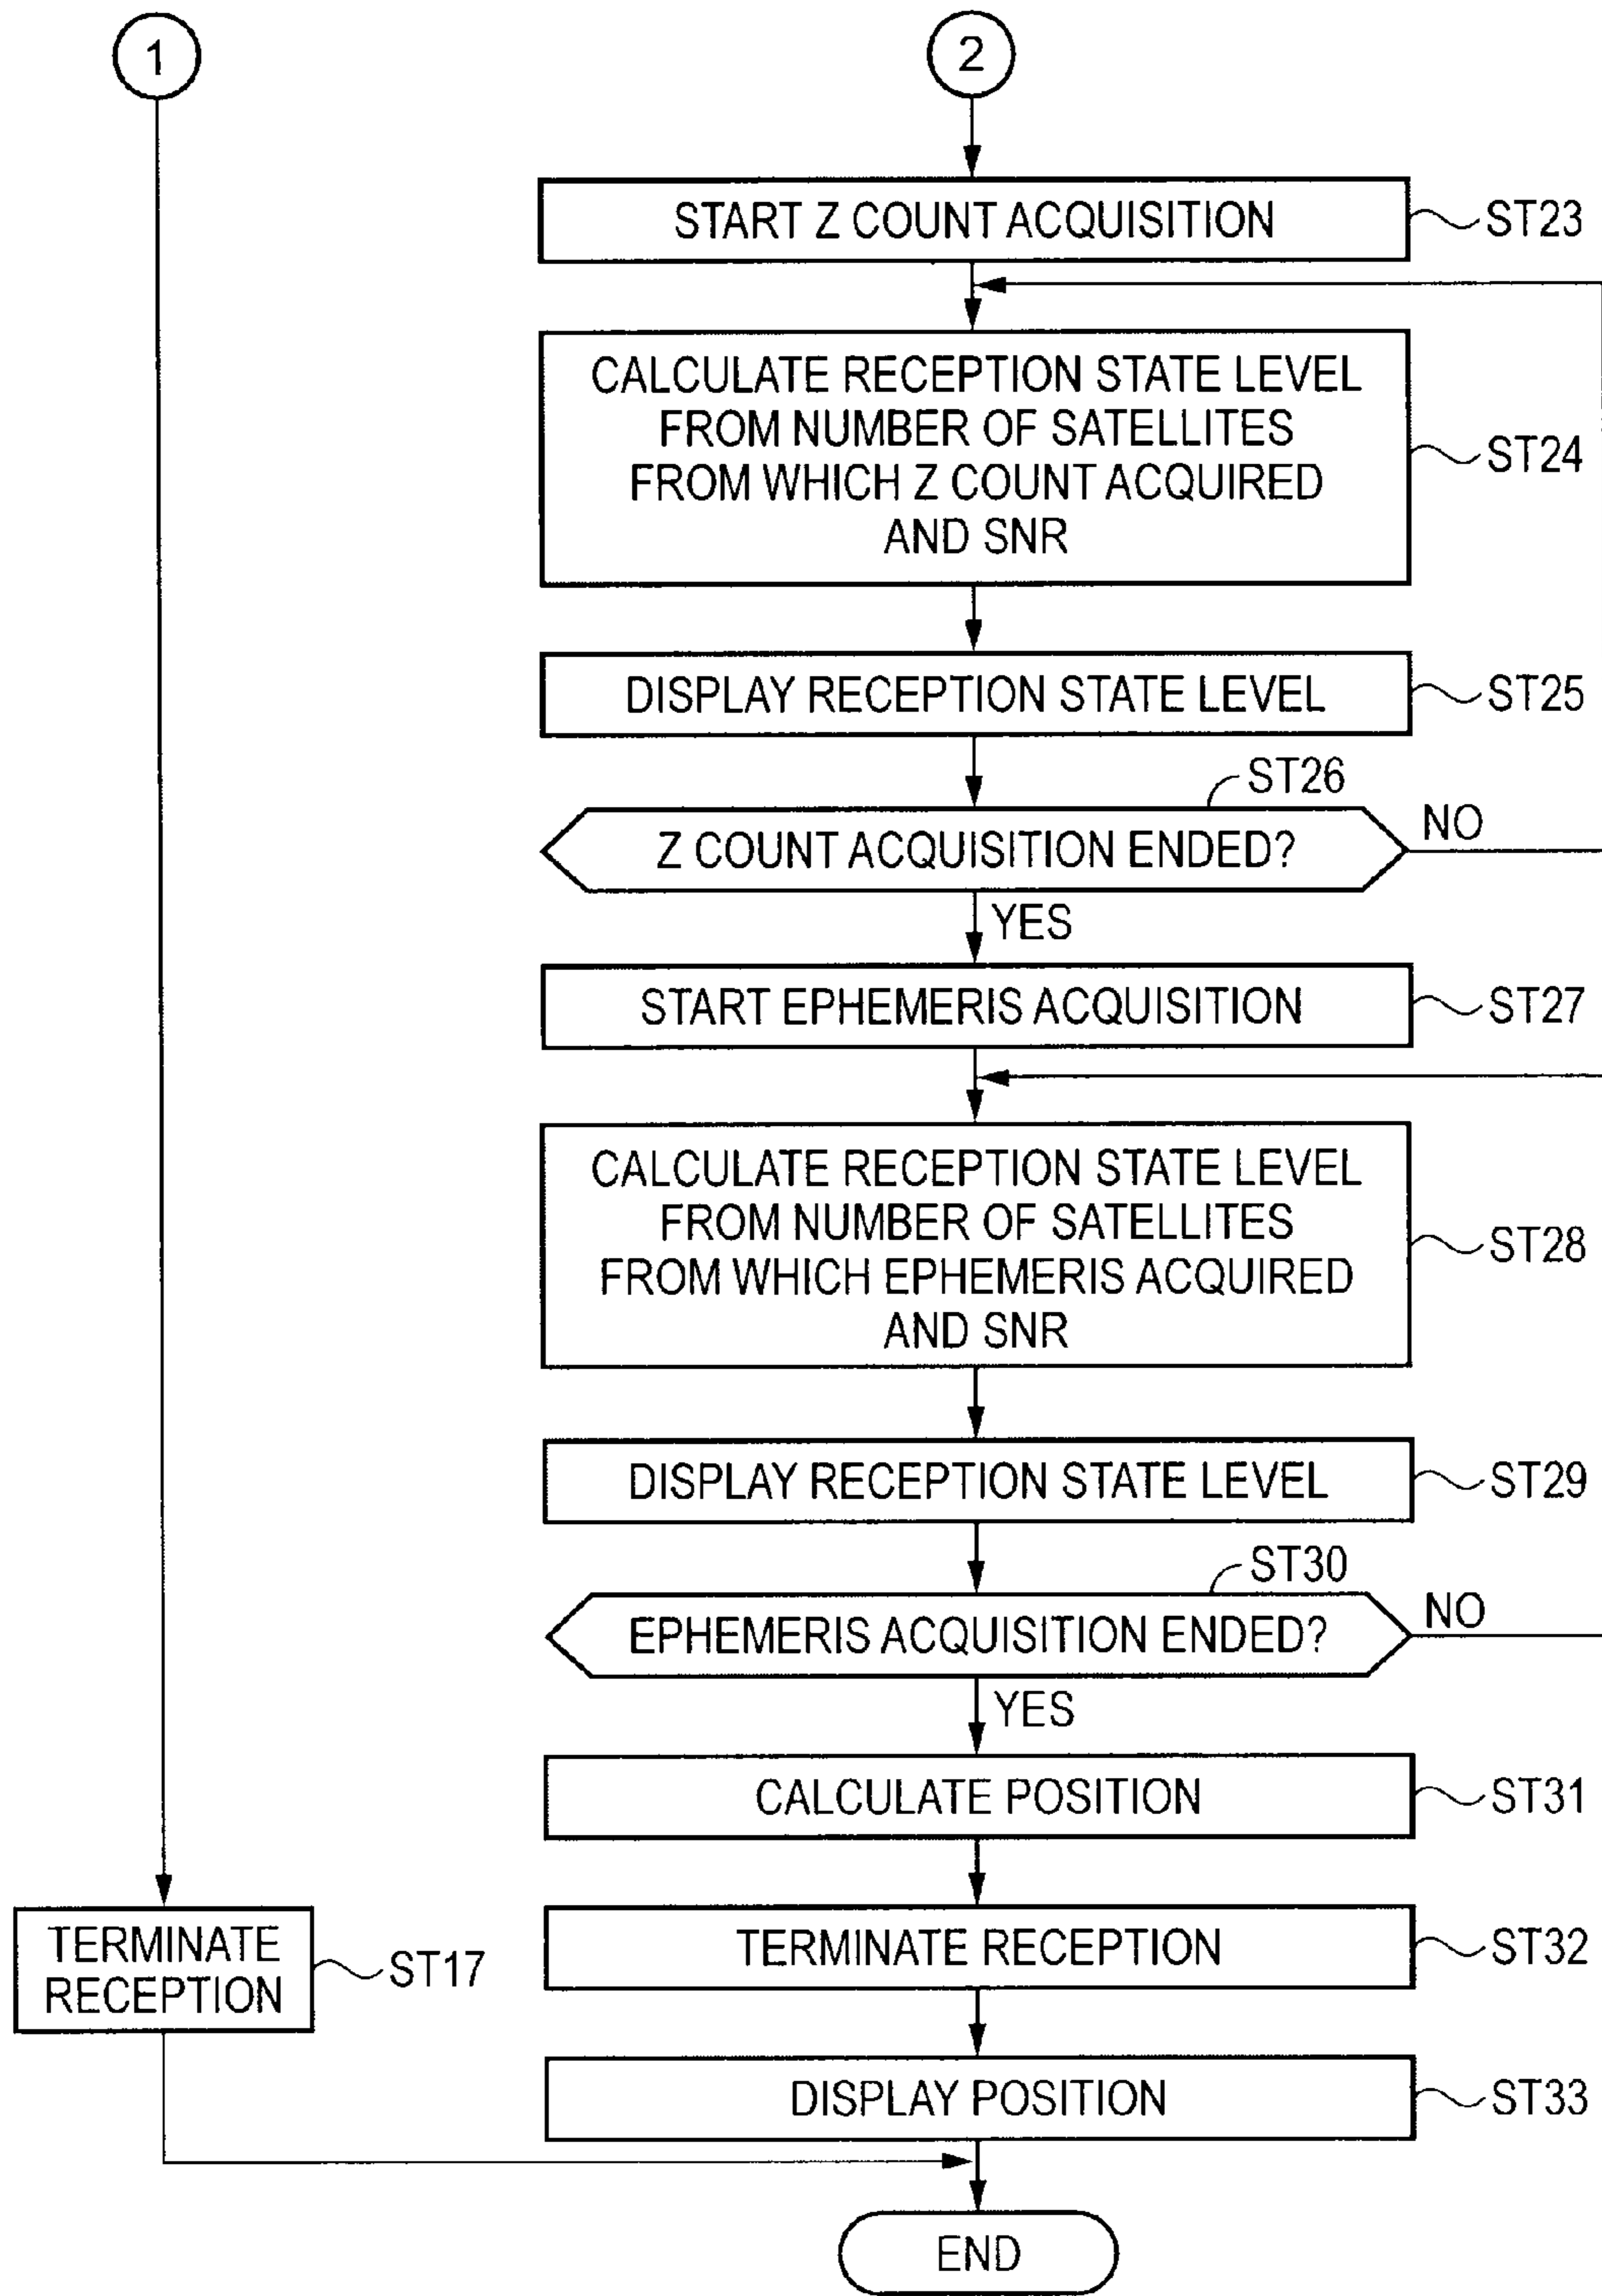 1
2
START Z COUNT ACQUISITION
ST23
CALCULATE RECEPTION STATE LEVEL
FROM NUMBER OF SATELLITES
FROM WHICH Z COUNT ACQUIRED
AND SNR
ST24
DISPLAY RECEPTION STATE LEVEL
ST25
ST26
Z COUNT ACQUISITION ENDED?
NO
YES
START EPHEMERIS ACQUISITION
ST27
CALCULATE RECEPTION STATE LEVEL
FROM NUMBER OF SATELLITES
FROM WHICH EPHEMERIS ACQUIRED
AND SNR
ST28
DISPLAY RECEPTION STATE LEVEL
ST29
ST30
EPHEMERIS ACQUISITION ENDED?
NO
YES
CALCULATE POSITION
ST31
TERMINATE
RECEPTION
ST17
TERMINATE RECEPTION
ST32
DISPLAY POSITION
ST33
END